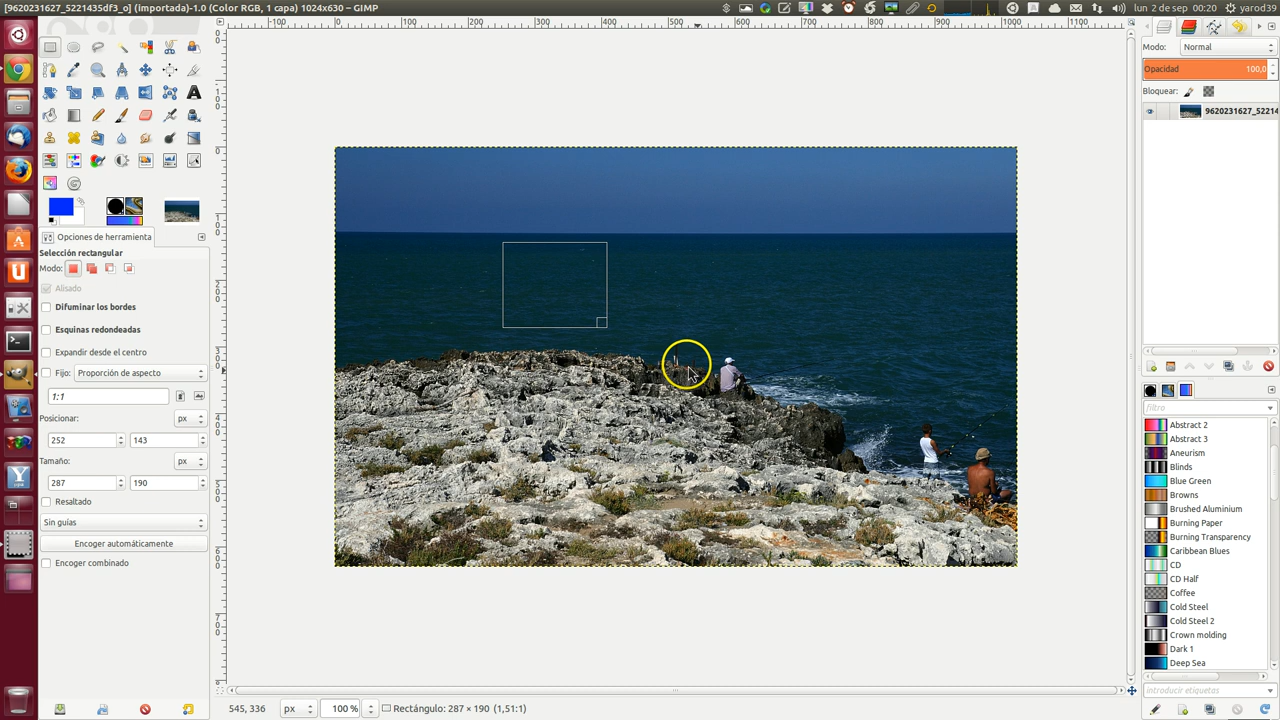 [9620231627_5221435df3_o] (importada)-1.0 (Color RGB, 1 capa) 1024x630 – GIMP
lun 2 de sep 00:20 yarod39
Modo: Normal
Opacidad 100,0
Bloquear:
9620231627_52214
Opciones de herramienta
Selección rectangular
Modo:
Alisado
Difuminar los bordes
Esquinas redondeadas
Expandir desde el centro
Fijo: Proporción de aspecto
1:1
Posicionar: px
252 143
Tamaño: px
287 190
Resaltado
Sin guías
Encoger automáticamente
Encoger combinado
filtro
Abstract 2
Abstract 3
Aneurism
Blinds
Blue Green
Browns
Brushed Aluminium
Burning Paper
Burning Transparency
Caribbean Blues
CD
CD Half
Coffee
Cold Steel
Cold Steel 2
Crown molding
Dark 1
Deep Sea
introducir etiquetas
545, 336 px 100 % Rectángulo: 287 × 190 (1,51:1)